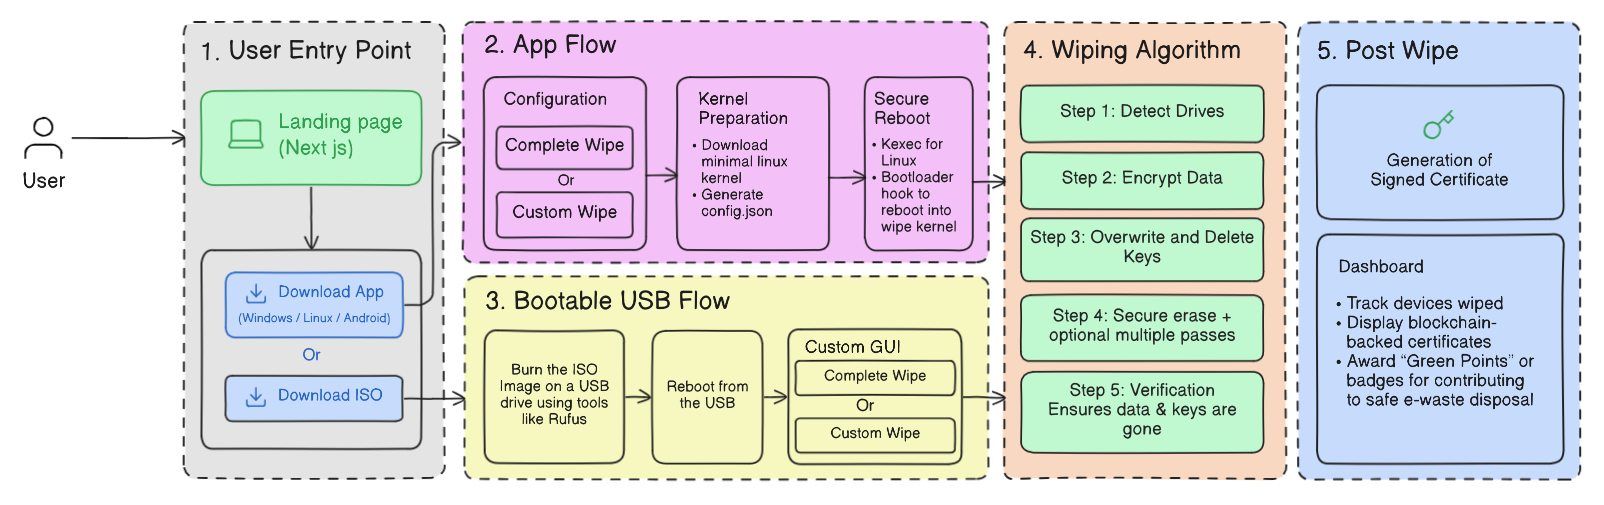 User
1. User Entry Point
Landing page
(Next js)
Download App
(Windows / Linux / Android)
Or
Download ISO
2. App Flow
Configuration
Complete Wipe
Or
Custom Wipe
Kernel
Preparation
• Download
minimal linux
kernel
• Generate
config.json
Secure
Reboot
• Kexec for
Linux
• Bootloader
hook to
reboot into
wipe kernel
3. Bootable USB Flow
Burn the ISO
Image on a USB
drive using tools
like Rufus
Reboot from
the USB
Custom GUI
Complete Wipe
Or
Custom Wipe
4. Wiping Algorithm
Step 1: Detect Drives
Step 2: Encrypt Data
Step 3: Overwrite and Delete
Keys
Step 4: Secure erase +
optional multiple passes
Step 5: Verification
Ensures data & keys are
gone
5. Post Wipe
Generation of
Signed Certificate
Dashboard
• Track devices wiped
• Display blockchain-
backed certificates
• Award “Green Points” or
badges for contributing
to safe e-waste disposal